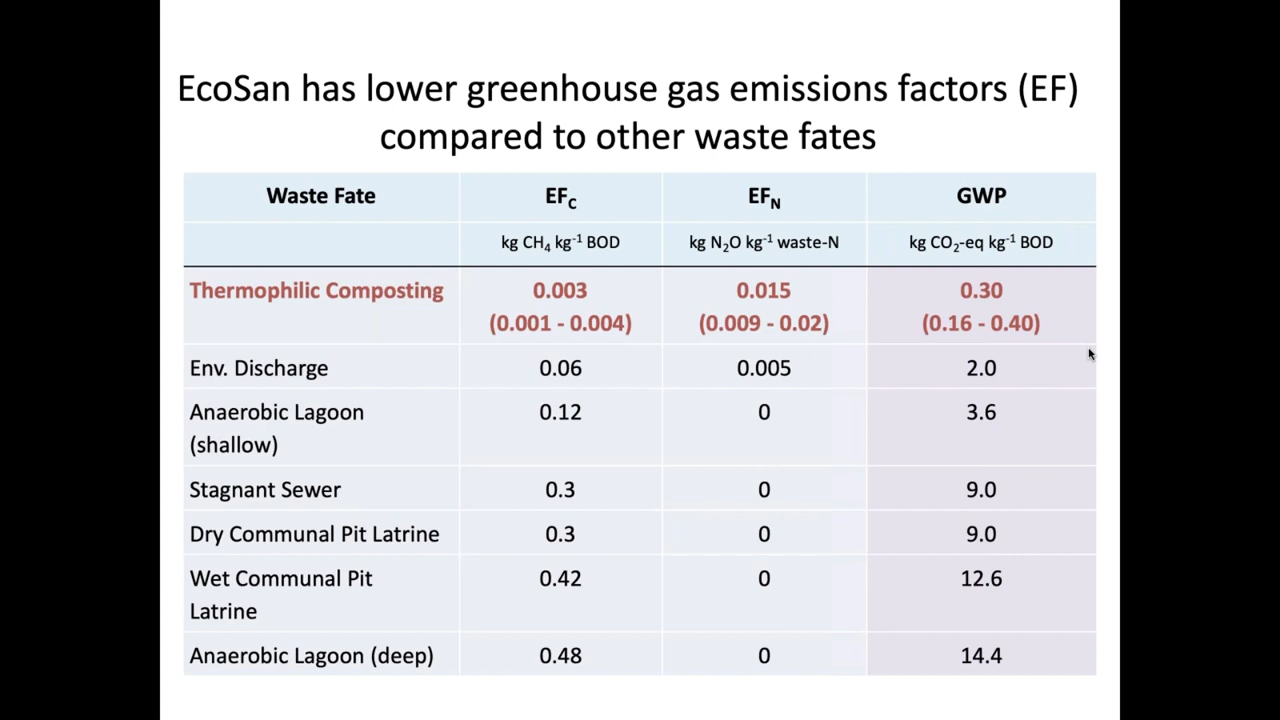 EcoSan has lower greenhouse gas emissions factors (EF)
compared to other waste fates
Waste Fate EF_C EF_N GWP
kg CH₄ kg⁻¹ BOD kg N₂O kg⁻¹ waste-N kg CO₂-eq kg⁻¹ BOD
Thermophilic Composting 0.003 0.015 0.30
(0.001 - 0.004) (0.009 - 0.02) (0.16 - 0.40)
Env. Discharge 0.06 0.005 2.0
Anaerobic Lagoon 0.12 0 3.6
(shallow)
Stagnant Sewer 0.3 0 9.0
Dry Communal Pit Latrine 0.3 0 9.0
Wet Communal Pit 0.42 0 12.6
Latrine
Anaerobic Lagoon (deep) 0.48 0 14.4